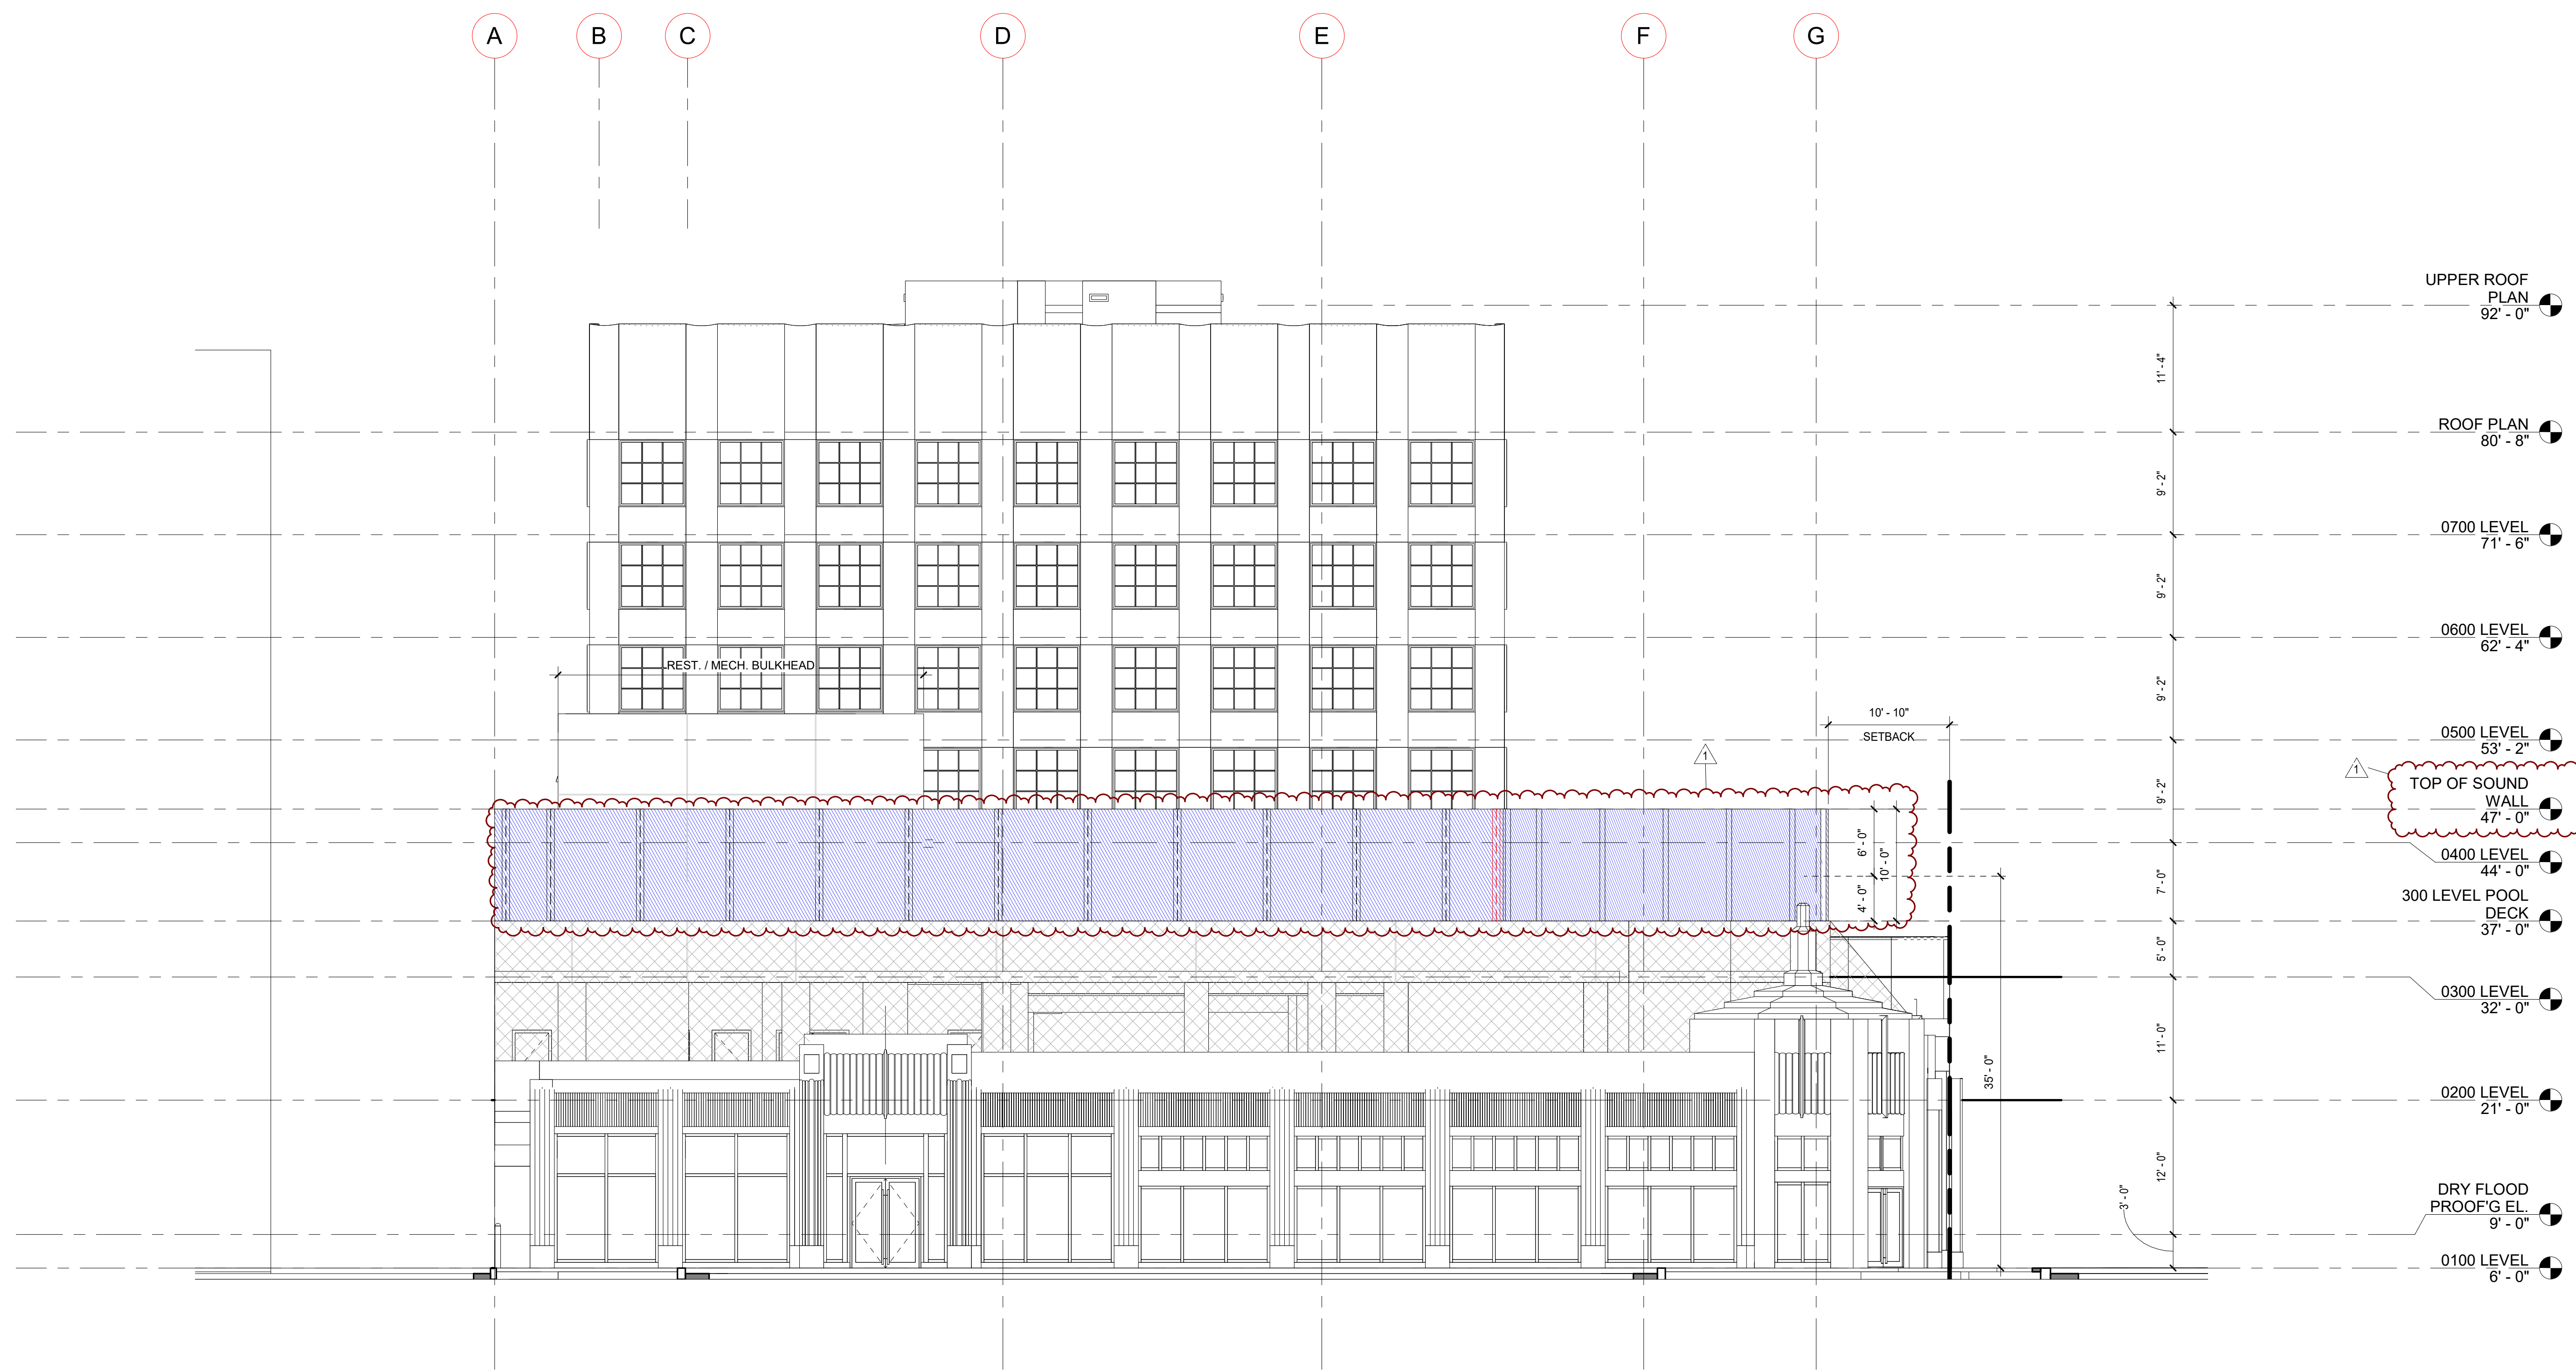 A
B
C
D
E
F
G
UPPER ROOF
PLAN
92' - 0"
11' - 4"
ROOF PLAN
80' - 8"
9' - 2"
0700 LEVEL
71' - 6"
9' - 2"
0600 LEVEL
62' - 4"
REST. / MECH. BULKHEAD
9' - 2"
10' - 10"
SETBACK
0500 LEVEL
53' - 2"
1
1
9' - 2"
TOP OF SOUND
WALL
47' - 0"
6' - 0"
10' - 0"
4' - 0"
0400 LEVEL
44' - 0"
7' - 0"
300 LEVEL POOL
DECK
37' - 0"
5' - 0"
0300 LEVEL
32' - 0"
11' - 0"
35' - 0"
0200 LEVEL
21' - 0"
12' - 0"
3' - 0"
DRY FLOOD
PROOF'G EL.
9' - 0"
0100 LEVEL
6' - 0"